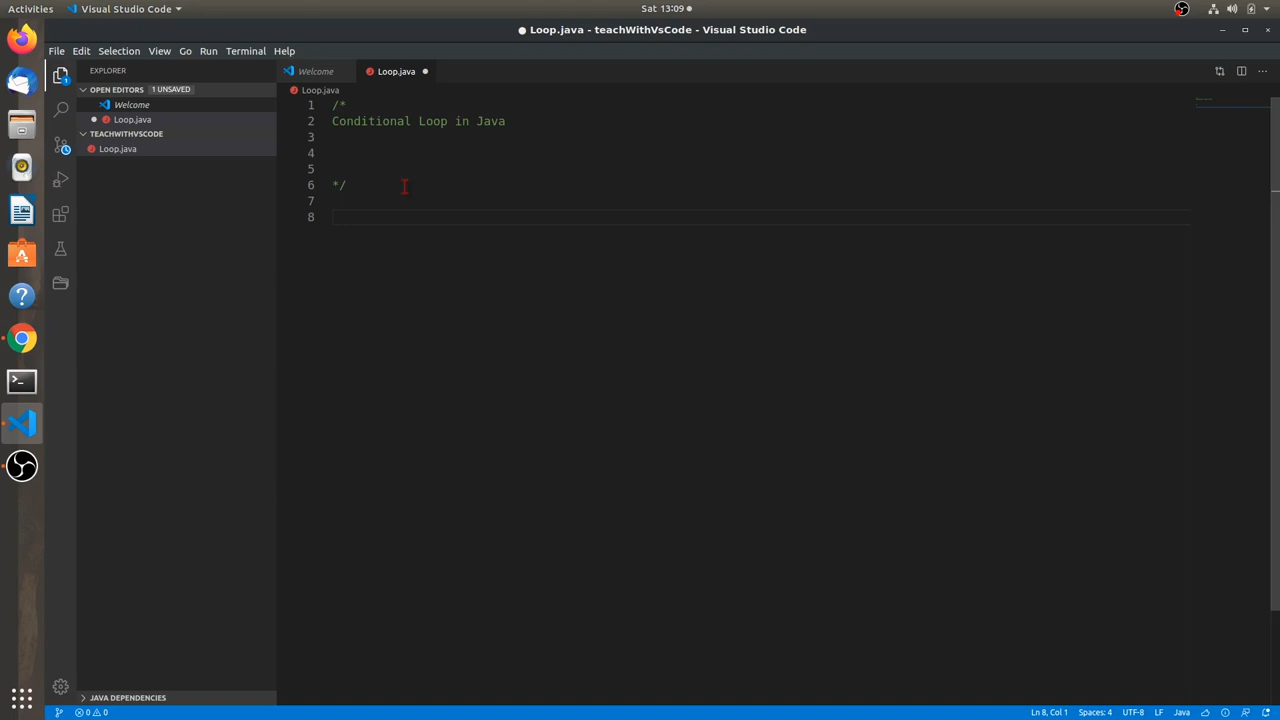 Activities Visual Studio Code Sat 13:09
Loop.java - teachWithVsCode - Visual Studio Code
File Edit Selection View Go Run Terminal Help
EXPLORER Welcome Loop.java
OPEN EDITORS 1 UNSAVED Loop.java
Welcome 1 /*
Loop.java 2 Conditional Loop in Java
TEACHWITHVSCODE 3
Loop.java 4
5
6 */
7
8
JAVA DEPENDENCIES
0 0 Ln 8, Col 1 Spaces: 4 UTF-8 LF Java